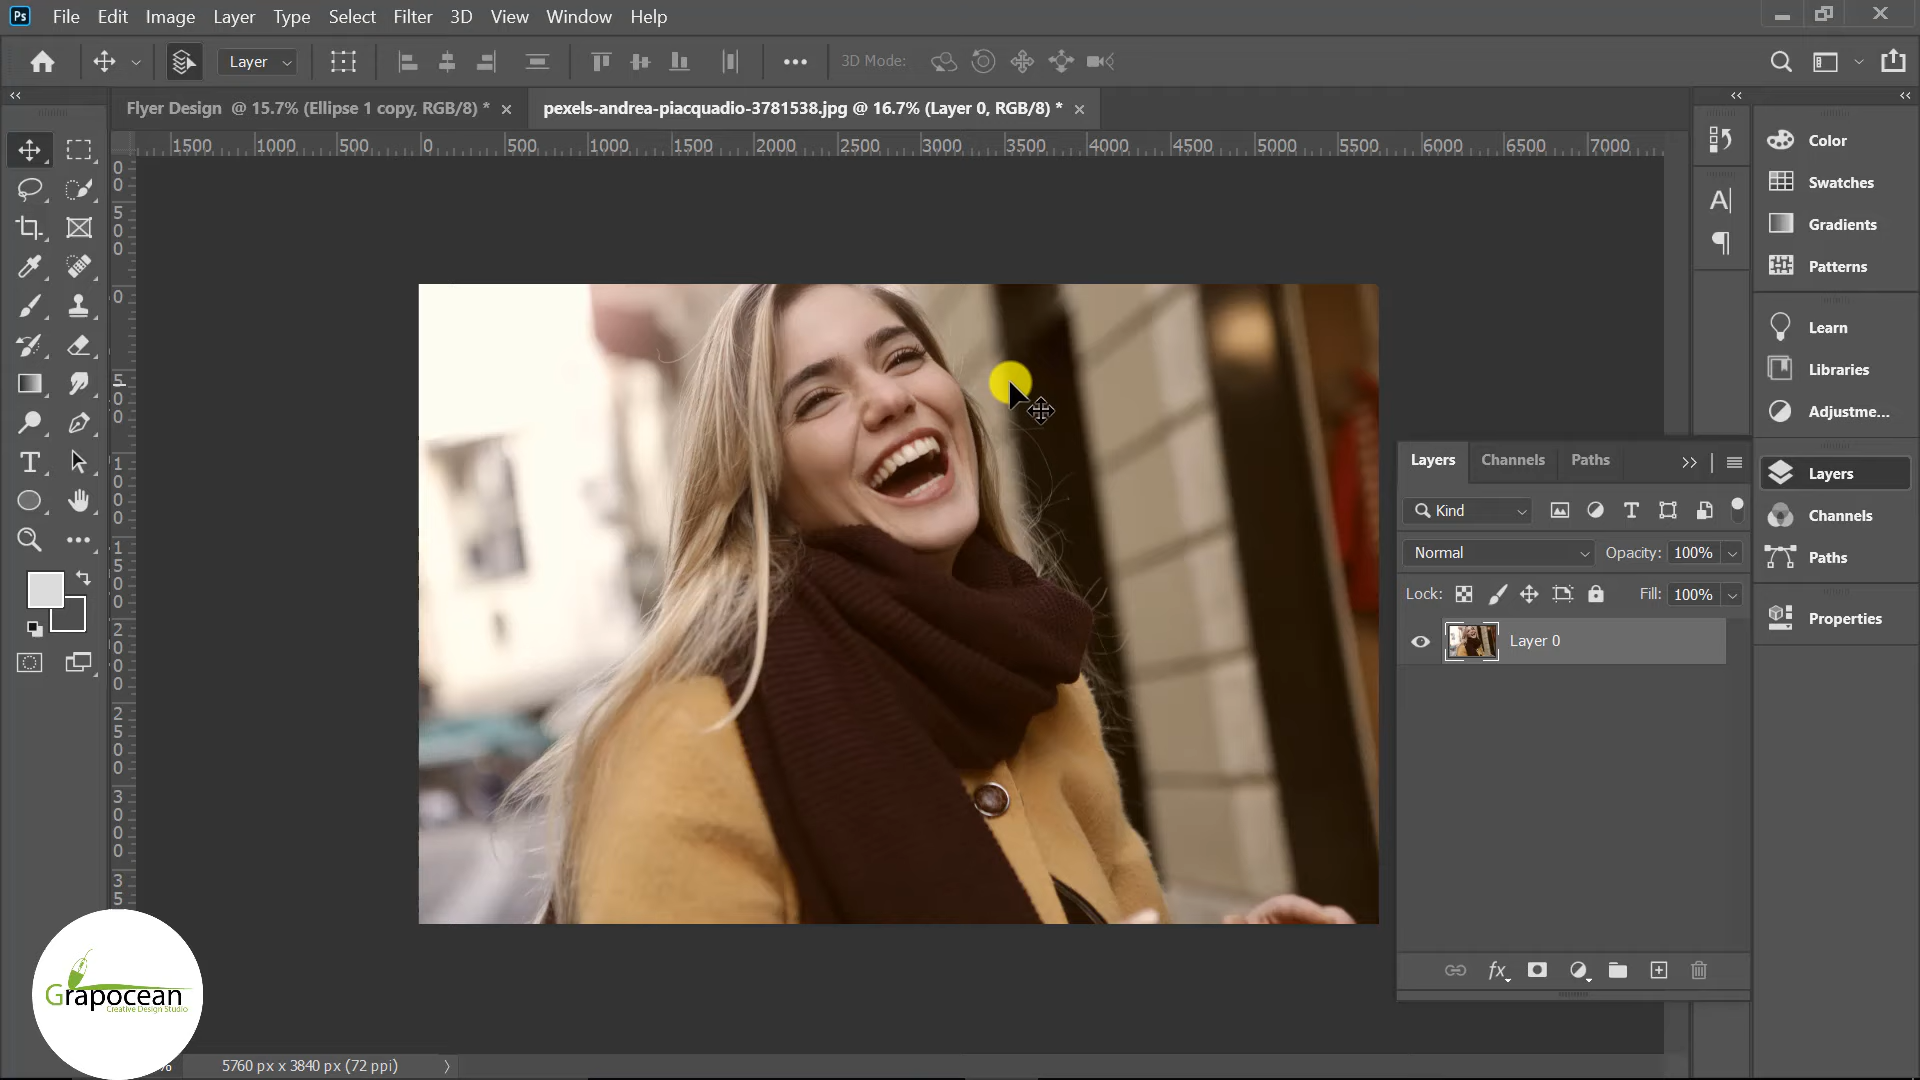 Ps File Edit Image Layer Type Select Filter 3D View Window Help
Layer 3D Mode:
Flyer Design @ 15.7% (Ellipse 1 copy, RGB/8) * pexels-andrea-piacquadio-3781538.jpg @ 16.7% (Layer 0, RGB/8) *
1500 1000 500 0 500 1000 1500 2000 2500 3000 3500 4000 4500 5000 5500 6000 6500 7000
Color
Swatches
Gradients
Patterns
Learn
Libraries
Adjustme...
Layers Channels Paths
Kind
Normal Opacity: 100%
Lock: Fill: 100%
Layer 0
fx
Layers
Channels
Paths
Properties
Grapocean
Creative Design Studio
% 5760 px x 3840 px (72 ppi)